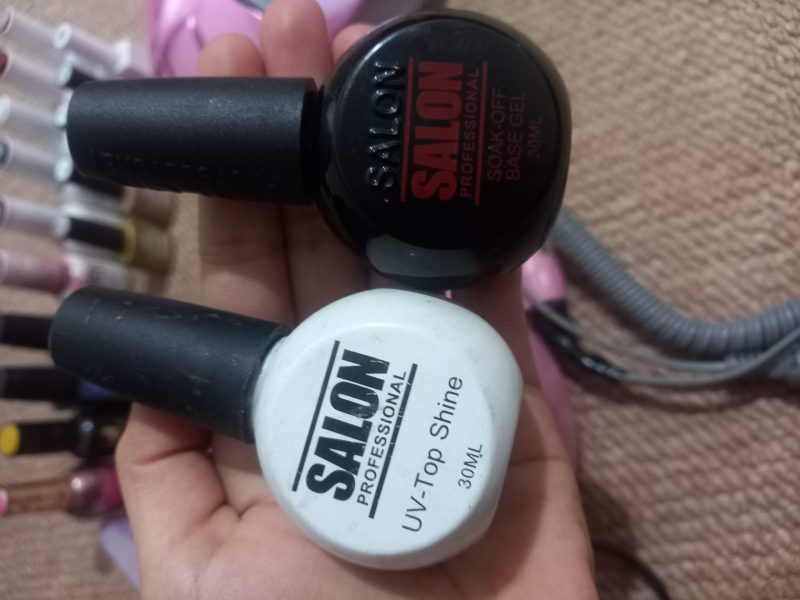 SALON
SALON
PROFESSIONAL
SOAK-OFF
BASE GEL
30ML
SALON
PROFESSIONAL
UV-Top Shine
30ML